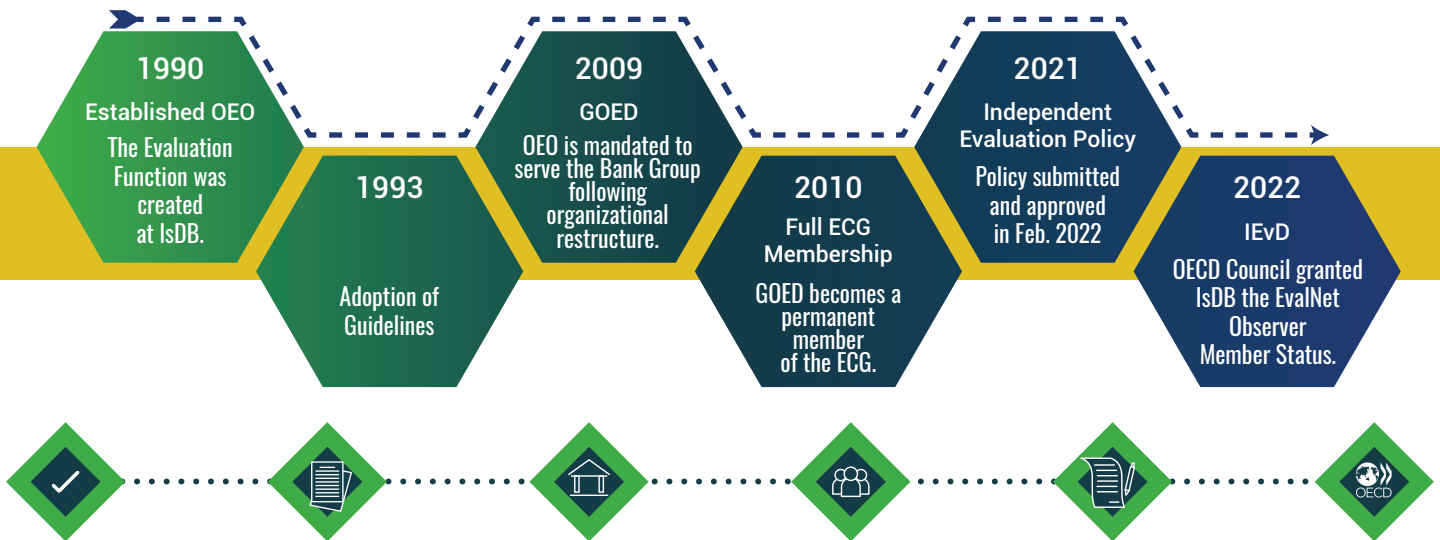 1990
Established OEO
The Evaluation
Function was
created
at IsDB.
1993
Adoption of
Guidelines
2009
GOED
OEO is mandated to
serve the Bank Group
following
organizational
restructure.
2010
Full ECG
Membership
GOED becomes a
permanent
member
of the ECG.
2021
Independent
Evaluation Policy
Policy submitted
and approved
in Feb. 2022
2022
IEvD
OECD Council granted
IsDB the EvalNet
Observer
Member Status.
OECD